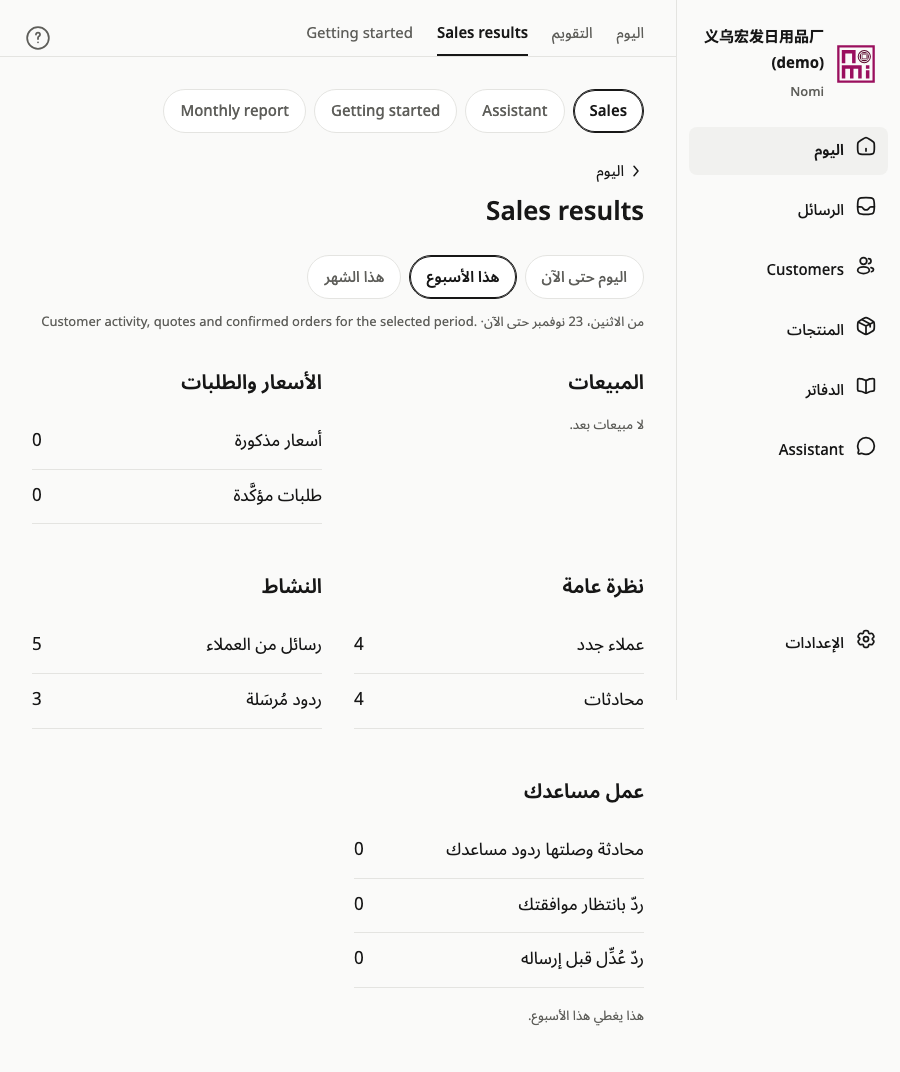 义乌宏发日用品厂
(demo)
Nomi
nomi
اليوم
الرسائل
Customers
المنتجات
الدفاتر
Assistant
الإعدادات
اليوم
التقويم
Sales results
Getting started
?
Sales
Assistant
Getting started
Monthly report
اليوم
Sales results
اليوم حتى الآن
هذا الأسبوع
هذا الشهر
من الاثنين، 23 نوفمبر حتى الآن· Customer activity, quotes and confirmed orders for the selected period.
المبيعات
لا مبيعات بعد.
الأسعار والطلبات
أسعار مذكورة 0
طلبات مؤكَّدة 0
نظرة عامة
عملاء جدد 4
محادثات 4
النشاط
رسائل من العملاء 5
ردود مُرسَلة 3
عمل مساعدك
محادثة وصلتها ردود مساعدك 0
ردّ بانتظار موافقتك 0
ردّ عُدِّل قبل إرساله 0
هذا يغطي هذا الأسبوع.